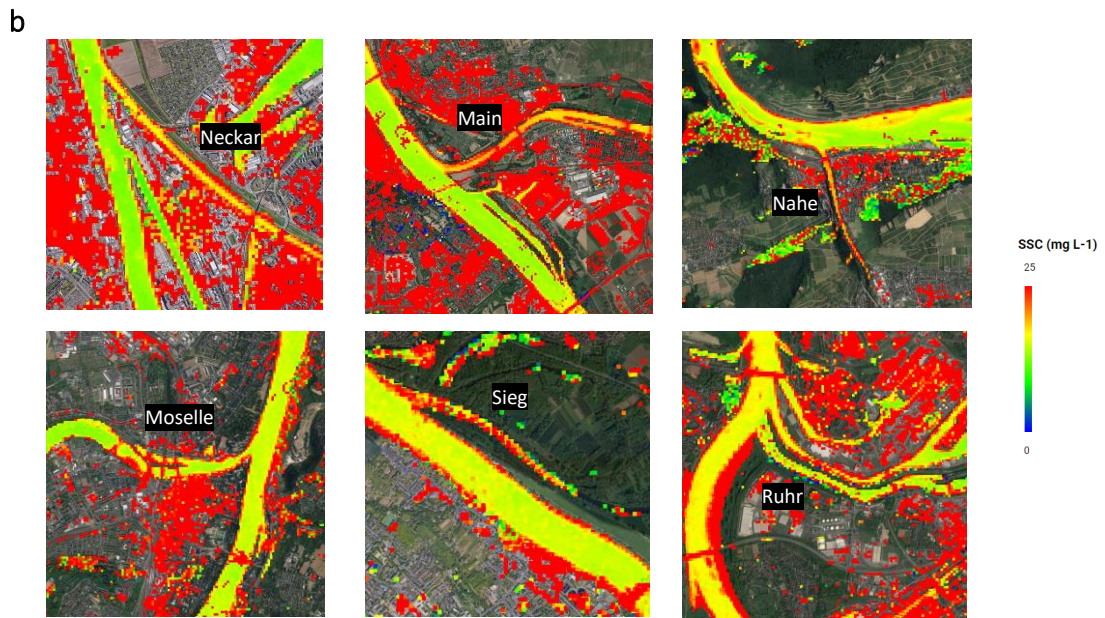 b
Neckar
Main
Nahe
SSC (mg L-1)
25
0
Moselle
Sieg
Ruhr